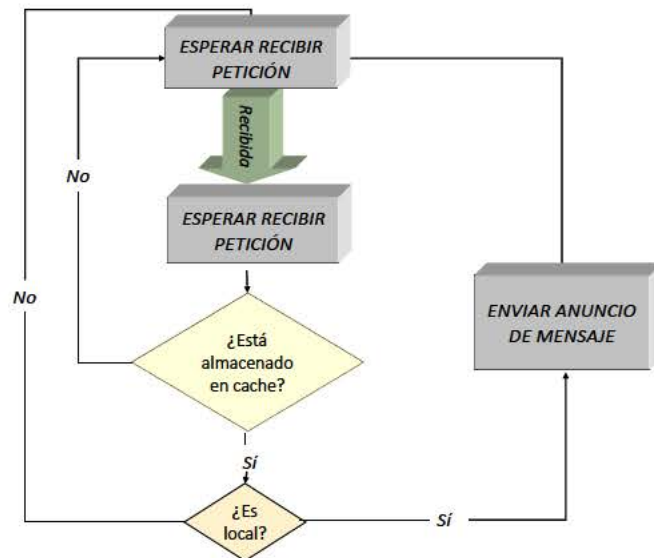 ESPERAR RECIBIR
PETICIÓN
Recibida
No
ESPERAR RECIBIR
PETICIÓN
No
ENVIAR ANUNCIO
DE MENSAJE
¿Está
almacenado
en cache?
Sí
¿Es
local?
Sí